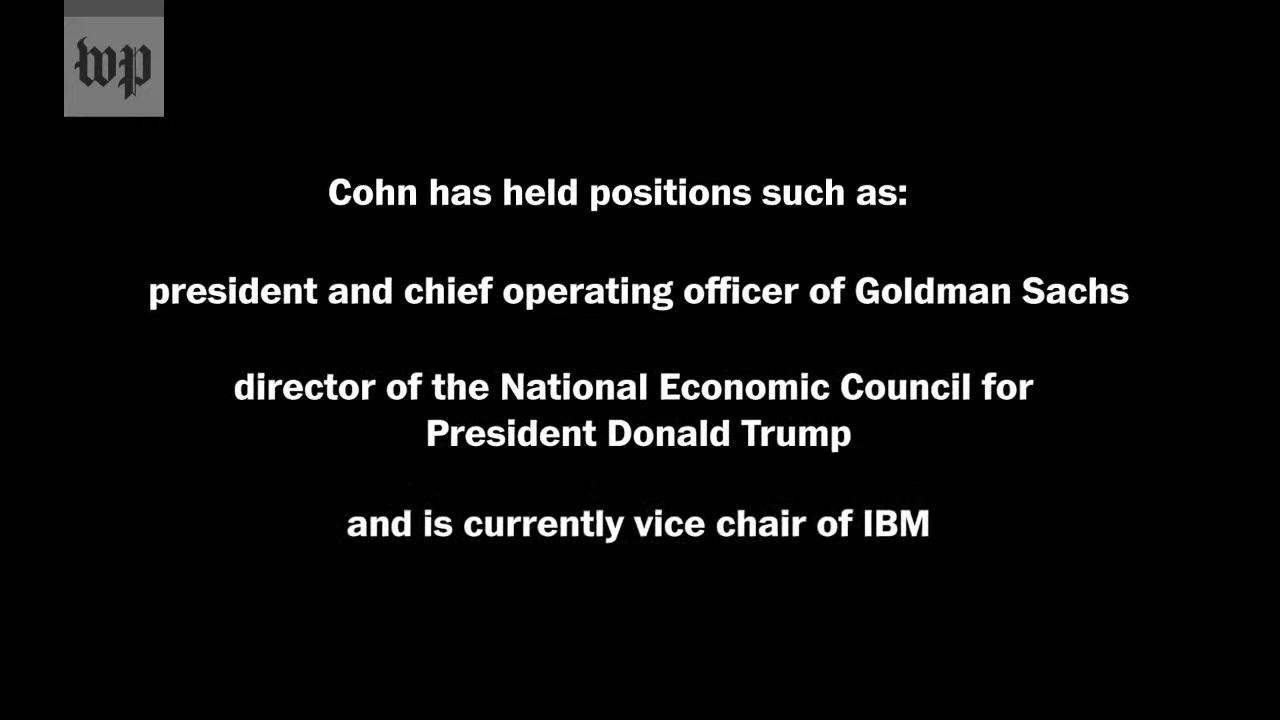 wp
Cohn has held positions such as:
president and chief operating officer of Goldman Sachs
director of the National Economic Council for
President Donald Trump
and is currently vice chair of IBM